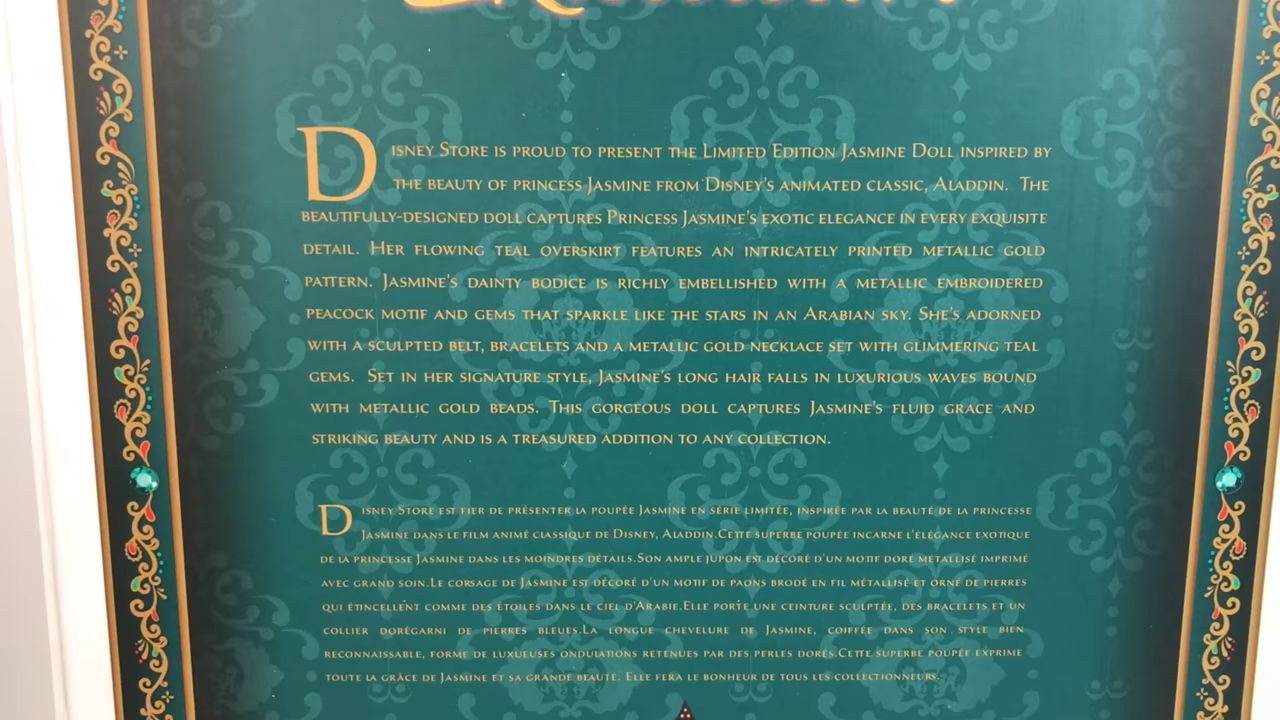 DISNEY STORE IS PROUD TO PRESENT THE LIMITED EDITION JASMINE DOLL INSPIRED BY
THE BEAUTY OF PRINCESS JASMINE FROM DISNEY'S ANIMATED CLASSIC, ALADDIN. THE
BEAUTIFULLY-DESIGNED DOLL CAPTURES PRINCESS JASMINE'S EXOTIC ELEGANCE IN EVERY EXQUISITE
DETAIL. HER FLOWING TEAL OVERSKIRT FEATURES AN INTRICATELY PRINTED METALLIC GOLD
PATTERN. JASMINE'S DAINTY BODICE IS RICHLY EMBELLISHED WITH A METALLIC EMBROIDERED
PEACOCK MOTIF AND GEMS THAT SPARKLE LIKE THE STARS IN AN ARABIAN SKY. SHE'S ADORNED
WITH A SCULPTED BELT, BRACELETS AND A METALLIC GOLD NECKLACE SET WITH GLIMMERING TEAL
GEMS. SET IN HER SIGNATURE STYLE, JASMINE'S LONG HAIR FALLS IN LUXURIOUS WAVES BOUND
WITH METALLIC GOLD BEADS. THIS GORGEOUS DOLL CAPTURES JASMINE'S FLUID GRACE AND
STRIKING BEAUTY AND IS A TREASURED ADDITION TO ANY COLLECTION.
DISNEY STORE EST FIER DE PRÉSENTER LA POUPÉE JASMINE EN SÉRIE LIMITÉE, INSPIRÉE PAR LA BEAUTÉ DE LA PRINCESSE
JASMINE DANS LE FILM ANIMÉ CLASSIQUE DE DISNEY, ALADDIN.CETTE SUPERBE POUPÉE INCARNE L'ÉLÉGANCE EXOTIQUE
DE LA PRINCESSE JASMINE DANS LES MOINDRES DÉTAILS.SON AMPLE JUPON EST DÉCORÉ D'UN MOTIF DORÉ MÉTALLISÉ IMPRIMÉ
AVEC GRAND SOIN.LE CORSAGE DE JASMINE EST DÉCORÉ D'UN MOTIF DE PAONS BRODÉ EN FIL MÉTALLISÉ ET ORNÉ DE PIERRES
QUI ÉTINCELLENT COMME DES ÉTOILES DANS LE CIEL D'ARABIE.ELLE PORTE UNE CEINTURE SCULPTÉE, DES BRACELETS ET UN
COLLIER DORÉGARNI DE PIERRES BLEUES.LA LONGUE CHEVELURE DE JASMINE, COIFFÉE DANS SON STYLE BIEN
RECONNAISSABLE, FORME DE LUXUEUSES ONDULATIONS RETENUES PAR DES PERLES DORÉS.CETTE SUPERBE POUPÉE EXPRIME
TOUTE LA GRÂCE DE JASMINE ET SA GRANDE BEAUTÉ. ELLE FERA LE BONHEUR DE TOUS LES COLLECTIONNEURS.